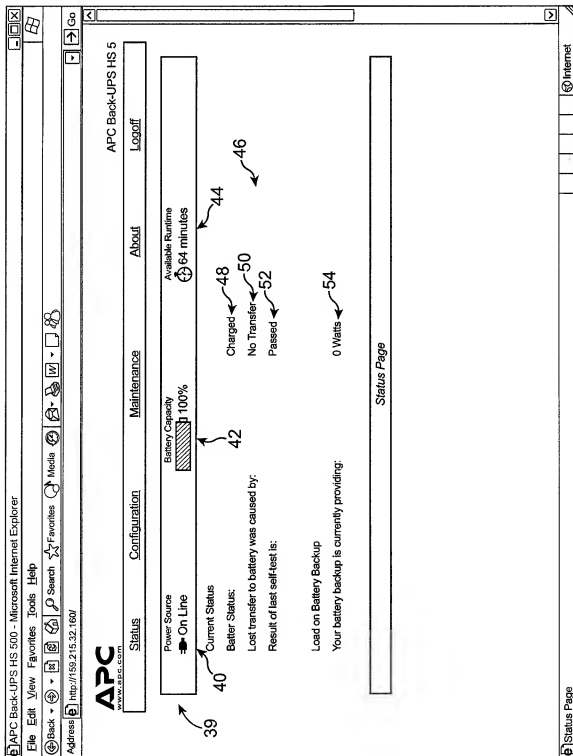 APC Back-UPS HS 500 - Microsoft Internet Explorer
File Edit View Favorites Tools Help
Back Search Favorites Media W
Address http://159.215.32.160/ Go
APC
www.apc.com
APC Back-UPS HS 5
Status Configuration Maintenance About Logoff
Power Source Battery Capacity Available Runtime
On Line 100% 64 minutes
39
40
42
44
46
Current Status
Batter Status: Charged 48
Lost transfer to battery was caused by: No Transfer 50
Result of last self-test is: Passed 52
Load on Battery Backup
Your battery backup is currently providing: 0 Watts 54
Status Page
Status Page Internet